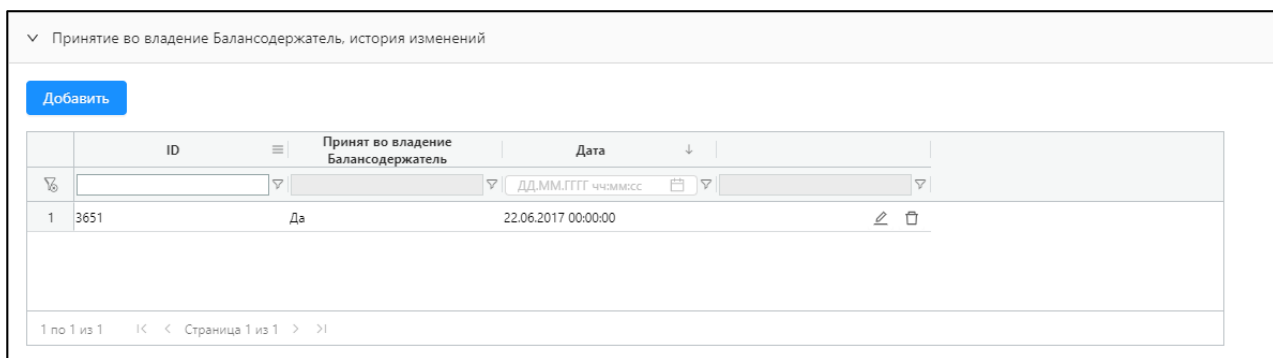 Принятие во владение Балансодержатель, история изменений
Добавить
ID
Принят во владение
Балансодержатель
Дата
ДД.ММ.ГГГГ чч:мм:сс
1 3651 Да 22.06.2017 00:00:00
1 по 1 из 1 Страница 1 из 1